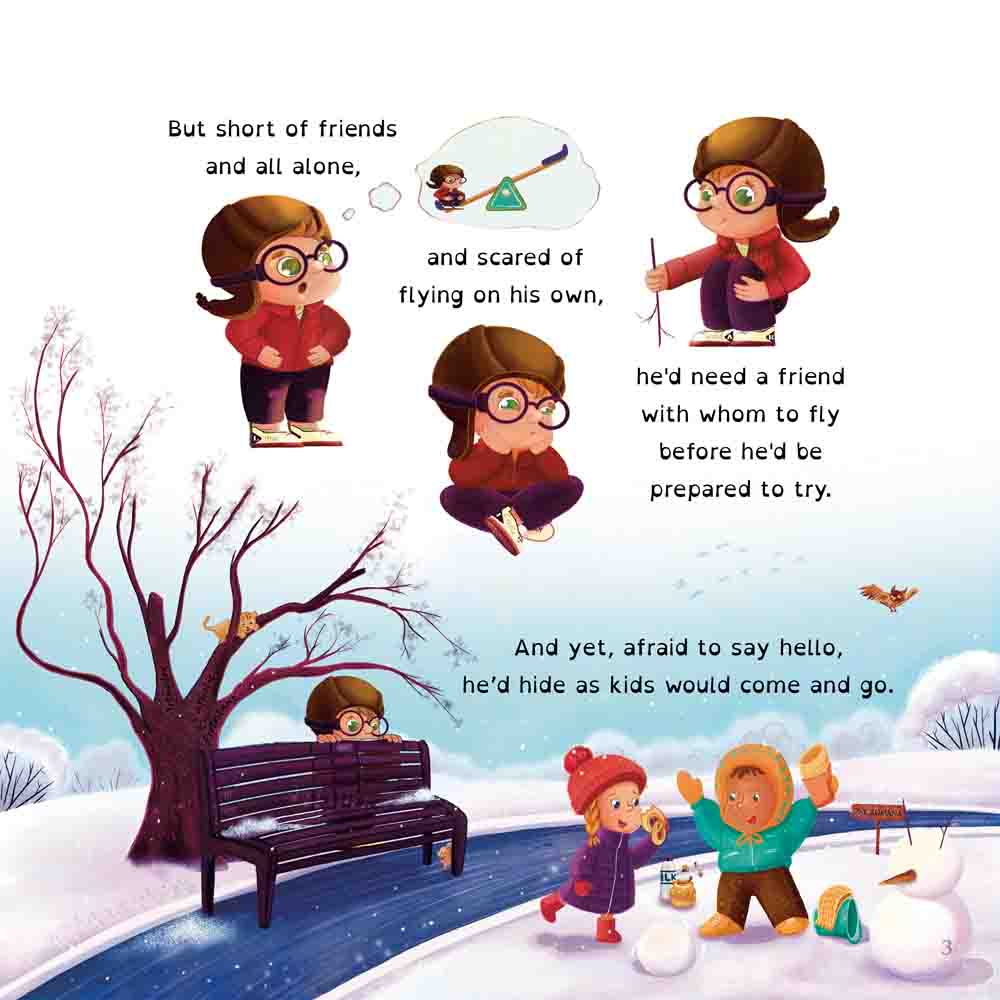 But short of friends
and all alone,
and scared of
flying on his own,
he'd need a friend
with whom to fly
before he'd be
prepared to try.
And yet, afraid to say hello,
he’d hide as kids would come and go.
3